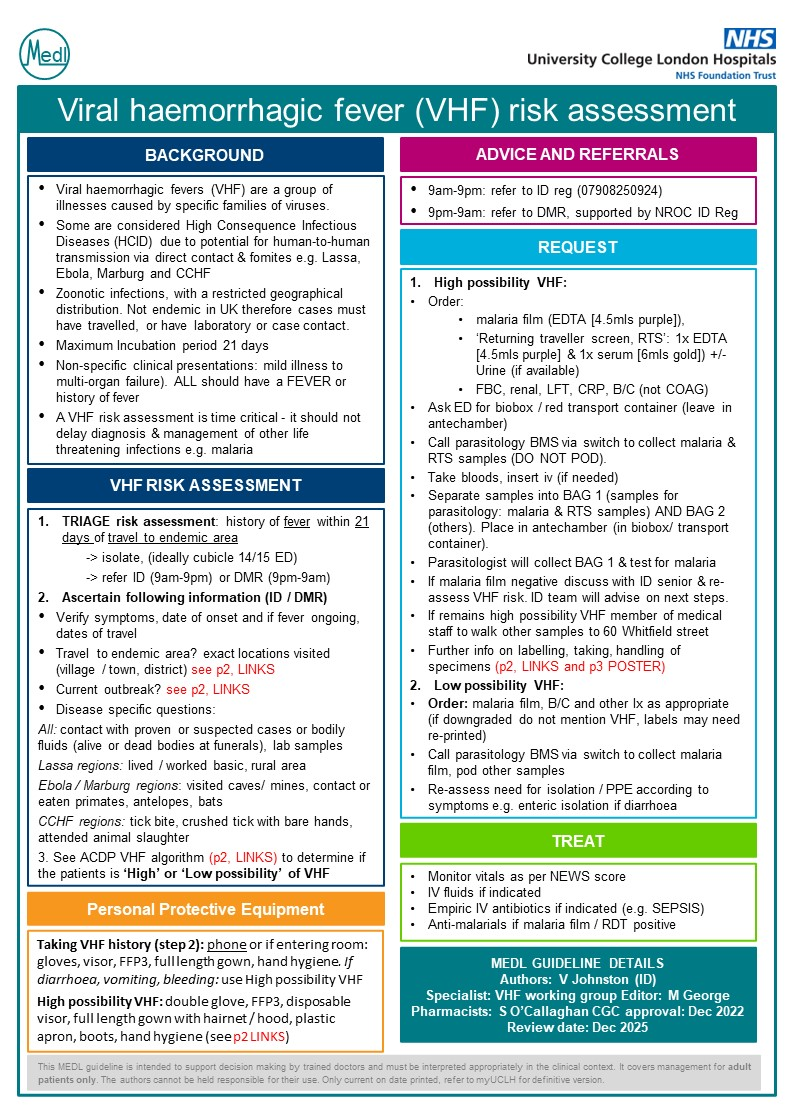 Medl
NHS
University College London Hospitals
NHS Foundation Trust
Viral haemorrhagic fever (VHF) risk assessment
BACKGROUND
• Viral haemorrhagic fevers (VHF) are a group of
illnesses caused by specific families of viruses.
• Some are considered High Consequence Infectious
Diseases (HCID) due to potential for human-to-human
transmission via direct contact & fomites e.g. Lassa,
Ebola, Marburg and CCHF
• Zoonotic infections, with a restricted geographical
distribution. Not endemic in UK therefore cases must
have travelled, or have laboratory or case contact.
• Maximum Incubation period 21 days
• Non-specific clinical presentations: mild illness to
multi-organ failure). ALL should have a FEVER or
history of fever
• A VHF risk assessment is time critical - it should not
delay diagnosis & management of other life
threatening infections e.g. malaria
VHF RISK ASSESSMENT
1. TRIAGE risk assessment: history of fever within 21
days of travel to endemic area
-> isolate, (ideally cubicle 14/15 ED)
-> refer ID (9am-9pm) or DMR (9pm-9am)
2. Ascertain following information (ID / DMR)
• Verify symptoms, date of onset and if fever ongoing,
dates of travel
• Travel to endemic area? exact locations visited
(village / town, district) see p2, LINKS
• Current outbreak? see p2, LINKS
• Disease specific questions:
All: contact with proven or suspected cases or bodily
fluids (alive or dead bodies at funerals), lab samples
Lassa regions: lived / worked basic, rural area
Ebola / Marburg regions: visited caves/ mines, contact or
eaten primates, antelopes, bats
CCHF regions: tick bite, crushed tick with bare hands,
attended animal slaughter
3. See ACDP VHF algorithm (p2, LINKS) to determine if
the patients is ‘High’ or ‘Low possibility’ of VHF
Personal Protective Equipment
Taking VHF history (step 2): phone or if entering room:
gloves, visor, FFP3, full length gown, hand hygiene. If
diarrhoea, vomiting, bleeding: use High possibility VHF
High possibility VHF: double glove, FFP3, disposable
visor, full length gown with hairnet / hood, plastic
apron, boots, hand hygiene (see p2 LINKS)
ADVICE AND REFERRALS
• 9am-9pm: refer to ID reg (07908250924)
• 9pm-9am: refer to DMR, supported by NROC ID Reg
REQUEST
1. High possibility VHF:
• Order:
• malaria film (EDTA [4.5mls purple]),
• ‘Returning traveller screen, RTS’: 1x EDTA
[4.5mls purple] & 1x serum [6mls gold]) +/-
Urine (if available)
• FBC, renal, LFT, CRP, B/C (not COAG)
• Ask ED for biobox / red transport container (leave in
antechamber)
• Call parasitology BMS via switch to collect malaria &
RTS samples (DO NOT POD).
• Take bloods, insert iv (if needed)
• Separate samples into BAG 1 (samples for
parasitology: malaria & RTS samples) AND BAG 2
(others). Place in antechamber (in biobox/ transport
container).
• Parasitologist will collect BAG 1 & test for malaria
• If malaria film negative discuss with ID senior & re-
assess VHF risk. ID team will advise on next steps.
• If remains high possibility VHF member of medical
staff to walk other samples to 60 Whitfield street
• Further info on labelling, taking, handling of
specimens (p2, LINKS and p3 POSTER)
2. Low possibility VHF:
• Order: malaria film, B/C and other Ix as appropriate
(if downgraded do not mention VHF, labels may need
re-printed)
• Call parasitology BMS via switch to collect malaria
film, pod other samples
• Re-assess need for isolation / PPE according to
symptoms e.g. enteric isolation if diarrhoea
TREAT
• Monitor vitals as per NEWS score
• IV fluids if indicated
• Empiric IV antibiotics if indicated (e.g. SEPSIS)
• Anti-malarials if malaria film / RDT positive
MEDL GUIDELINE DETAILS
Authors: V Johnston (ID)
Specialist: VHF working group Editor: M George
Pharmacists: S O’Callaghan CGC approval: Dec 2022
Review date: Dec 2025
This MEDL guideline is intended to support decision making by trained doctors and must be interpreted appropriately in the clinical context. It covers management for adult
patients only. The authors cannot be held responsible for their use. Only current on date printed, refer to myUCLH for definitive version.